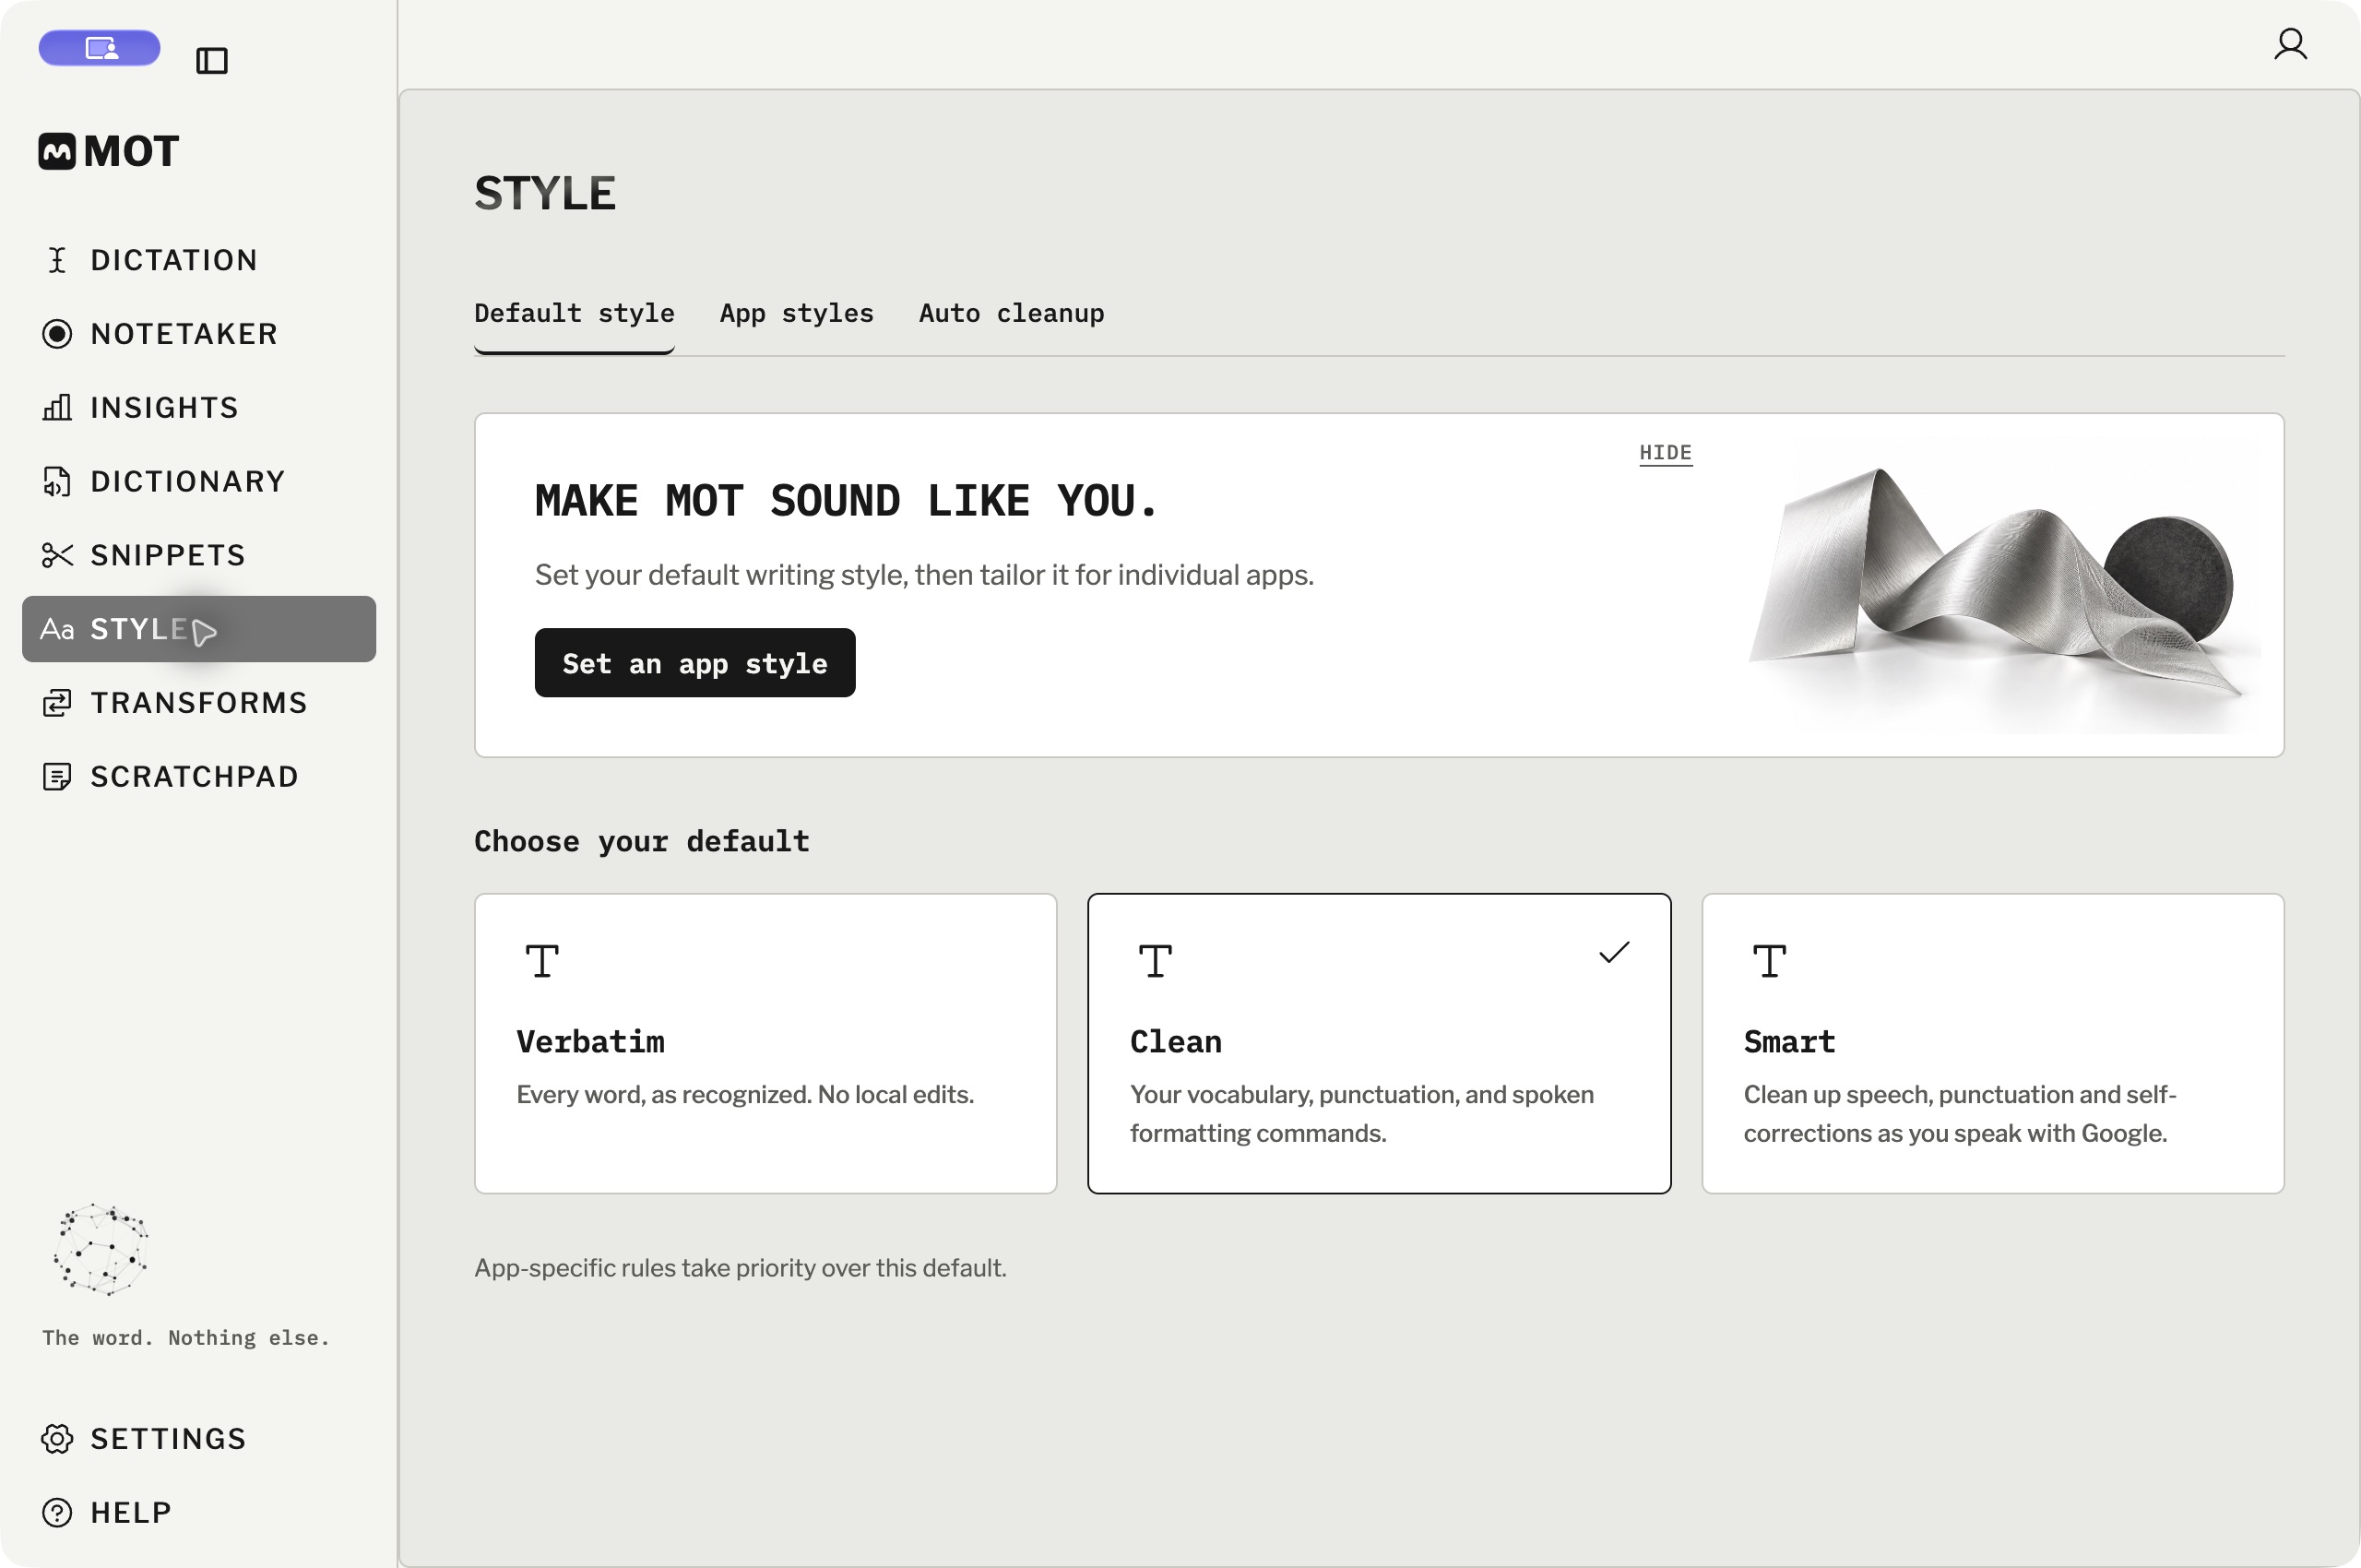 MOT
DICTATION
NOTETAKER
INSIGHTS
DICTIONARY
SNIPPETS
Aa STYLE
TRANSFORMS
SCRATCHPAD
The word. Nothing else.
SETTINGS
HELP
STYLE
Default style App styles Auto cleanup
HIDE
MAKE MOT SOUND LIKE YOU.
Set your default writing style, then tailor it for individual apps.
Set an app style
Choose your default
Verbatim
Every word, as recognized. No local edits.
Clean
Your vocabulary, punctuation, and spoken
formatting commands.
Smart
Clean up speech, punctuation and self-
corrections as you speak with Google.
App-specific rules take priority over this default.